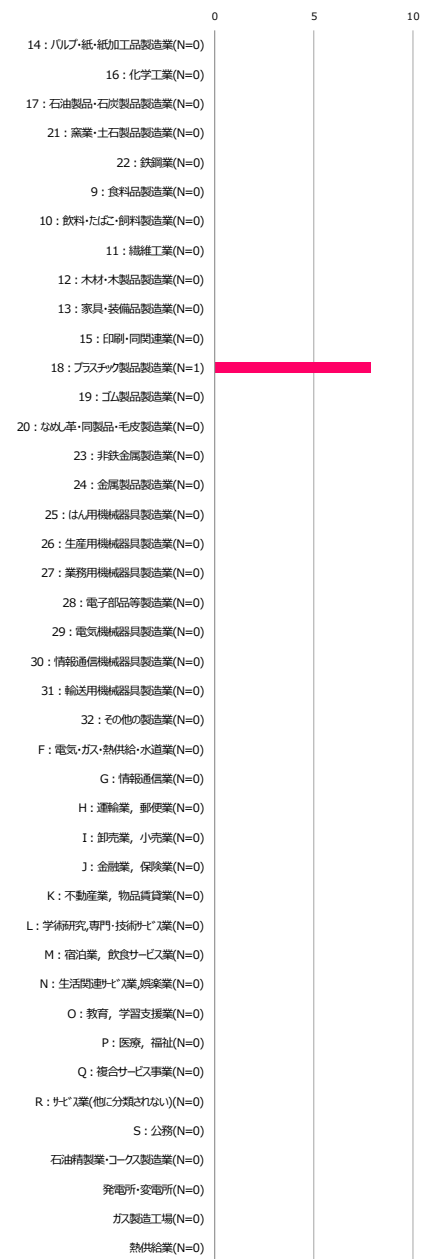 0 5 10
14：パルプ・紙・紙加工品製造業(N=0)
16：化学工業(N=0)
17：石油製品・石炭製品製造業(N=0)
21：窯業・土石製品製造業(N=0)
22：鉄鋼業(N=0)
9：食料品製造業(N=0)
10：飲料・たばこ・飼料製造業(N=0)
11：繊維工業(N=0)
12：木材・木製品製造業(N=0)
13：家具・装備品製造業(N=0)
15：印刷・同関連業(N=0)
18：プラスチック製品製造業(N=1)
19：ゴム製品製造業(N=0)
20：なめし革・同製品・毛皮製造業(N=0)
23：非鉄金属製造業(N=0)
24：金属製品製造業(N=0)
25：はん用機械器具製造業(N=0)
26：生産用機械器具製造業(N=0)
27：業務用機械器具製造業(N=0)
28：電子部品等製造業(N=0)
29：電気機械器具製造業(N=0)
30：情報通信機械器具製造業(N=0)
31：輸送用機械器具製造業(N=0)
32：その他の製造業(N=0)
F：電気・ガス・熱供給・水道業(N=0)
G：情報通信業(N=0)
H：運輸業，郵便業(N=0)
I：卸売業，小売業(N=0)
J：金融業，保険業(N=0)
K：不動産業，物品賃貸業(N=0)
L：学術研究,専門・技術ｻｰﾋﾞｽ業(N=0)
M：宿泊業，飲食サービス業(N=0)
N：生活関連ｻｰﾋﾞｽ業,娯楽業(N=0)
O：教育，学習支援業(N=0)
P：医療，福祉(N=0)
Q：複合サービス事業(N=0)
R：ｻｰﾋﾞｽ業(他に分類されない)(N=0)
S：公務(N=0)
石油精製業・コークス製造業(N=0)
発電所・変電所(N=0)
ガス製造工場(N=0)
熱供給業(N=0)